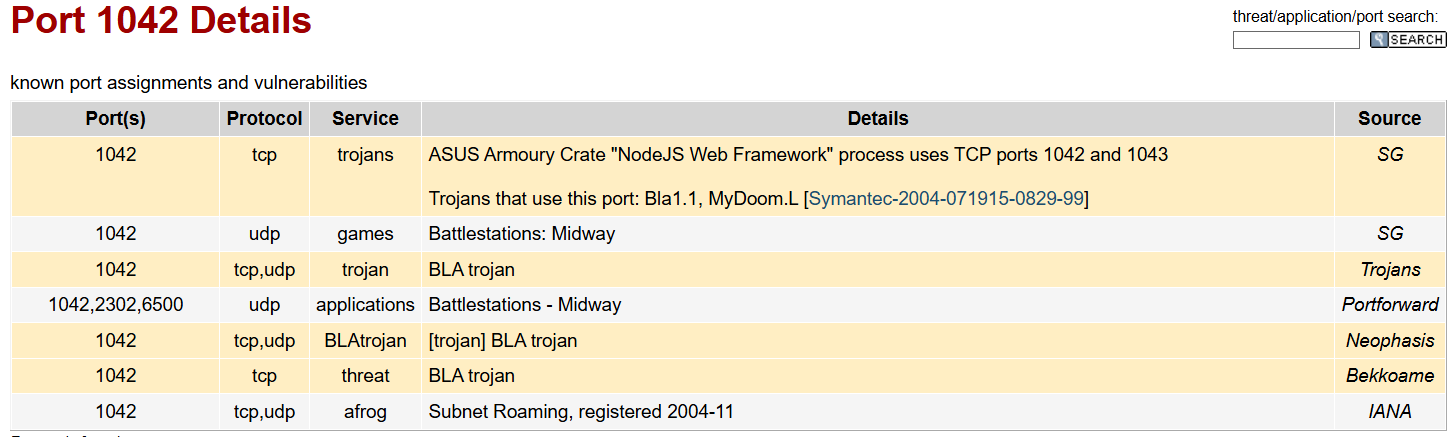 Port 1042 Details
threat/application/port search:
SEARCH
known port assignments and vulnerabilities
Port(s) Protocol Service Details Source
1042 tcp trojans ASUS Armoury Crate "NodeJS Web Framework" process uses TCP ports 1042 and 1043 SG
Trojans that use this port: Bla1.1, MyDoom.L [Symantec-2004-071915-0829-99]
1042 udp games Battlestations: Midway SG
1042 tcp,udp trojan BLA trojan Trojans
1042,2302,6500 udp applications Battlestations - Midway Portforward
1042 tcp,udp BLAtrojan [trojan] BLA trojan Neophasis
1042 tcp threat BLA trojan Bekkoame
1042 tcp,udp afrog Subnet Roaming, registered 2004-11 IANA